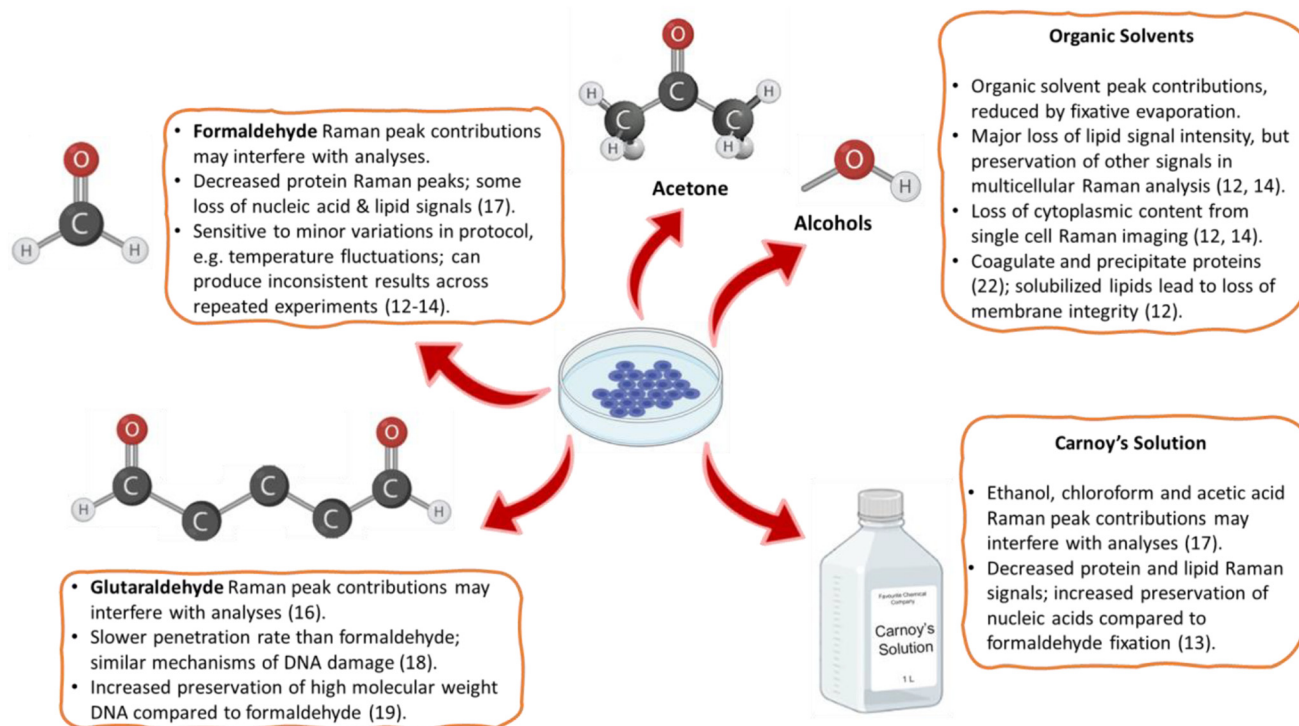 O
C
H
H
• Formaldehyde Raman peak contributions
may interfere with analyses.
• Decreased protein Raman peaks; some
loss of nucleic acid & lipid signals (17).
• Sensitive to minor variations in protocol,
e.g. temperature fluctuations; can
produce inconsistent results across
repeated experiments (12-14).
O
C
H
C
C
H
H
H
Acetone
O
H
Alcohols
Organic Solvents
• Organic solvent peak contributions,
reduced by fixative evaporation.
• Major loss of lipid signal intensity, but
preservation of other signals in
multicellular Raman analysis (12, 14).
• Loss of cytoplasmic content from
single cell Raman imaging (12, 14).
• Coagulate and precipitate proteins
(22); solubilized lipids lead to loss of
membrane integrity (12).
O
O
C
C
C
H
C
C
H
• Glutaraldehyde Raman peak contributions may
interfere with analyses (16).
• Slower penetration rate than formaldehyde;
similar mechanisms of DNA damage (18).
• Increased preservation of high molecular weight
DNA compared to formaldehyde (19).
Favourite Chemical
Company
Carnoy's
Solution
1 L
Carnoy's Solution
• Ethanol, chloroform and acetic acid
Raman peak contributions may
interfere with analyses (17).
• Decreased protein and lipid Raman
signals; increased preservation of
nucleic acids compared to
formaldehyde fixation (13).